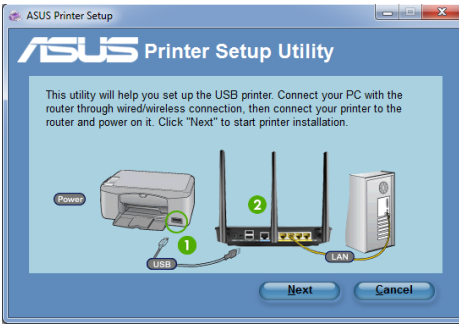 ASUS Printer Setup
ASUS Printer Setup Utility
This utility will help you set up the USB printer. Connect your PC with the
router through wired/wireless connection, then connect your printer to the
router and power on it. Click "Next" to start printer installation.
Power
2
1
USB
LAN
Next
Cancel